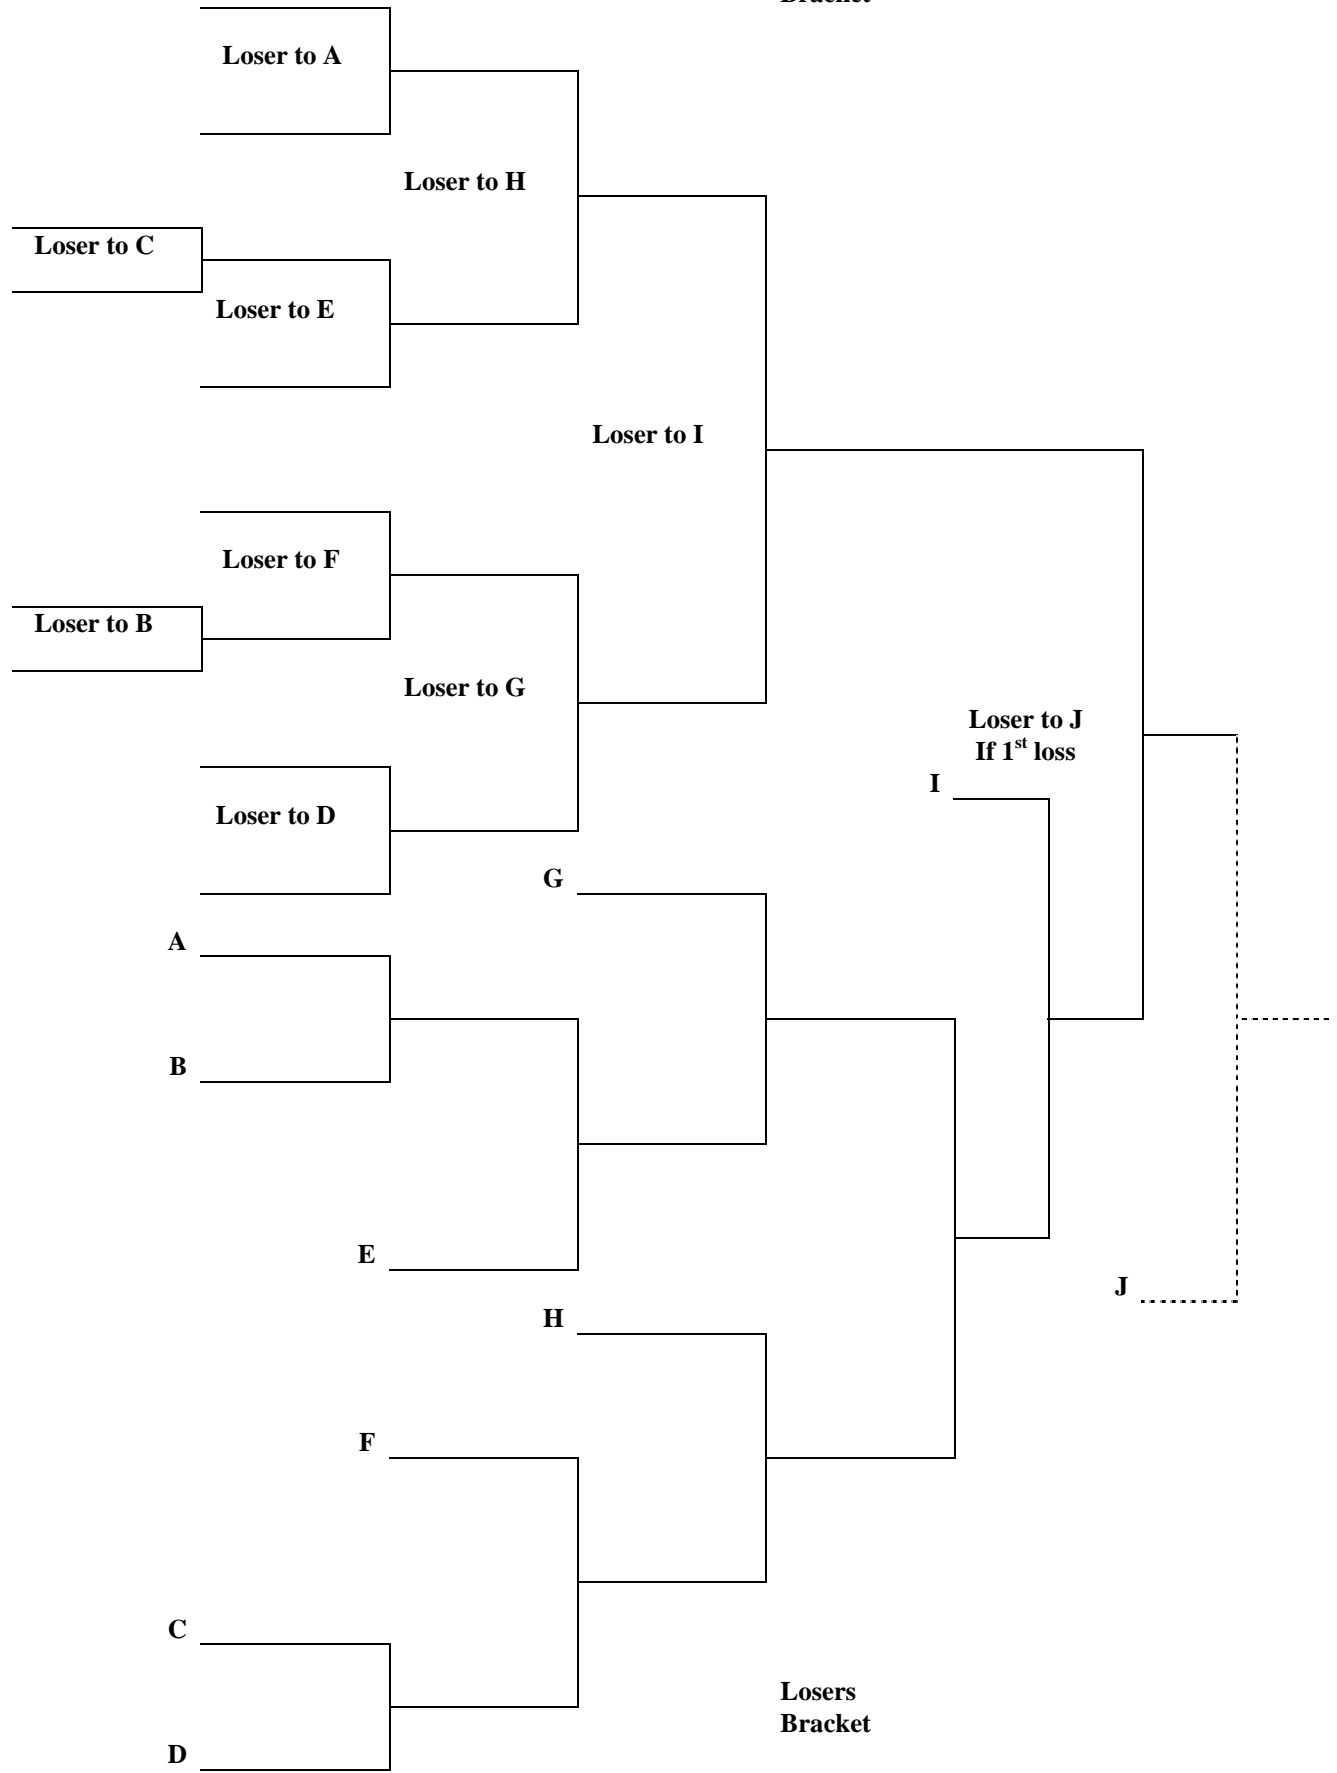 Bracket
Loser to A
Loser to H
Loser to C
Loser to E
Loser to I
Loser to F
Loser to B
Loser to G
Loser to J
If 1st loss
I
Loser to D
G
A
B
E
J
H
F
C
Losers
Bracket
D